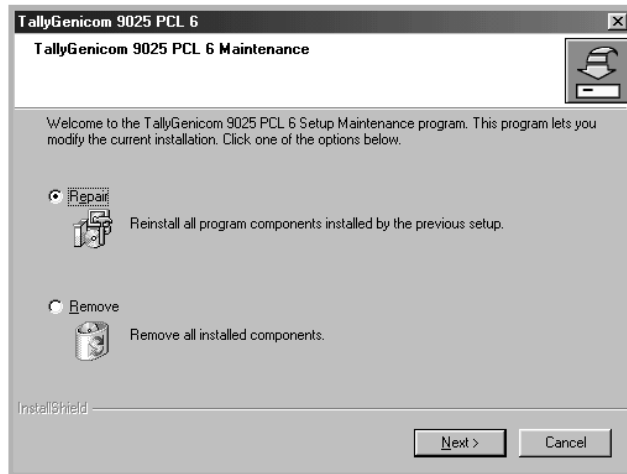 TallyGenicom 9025 PCL 6
TallyGenicom 9025 PCL 6 Maintenance
Welcome to the TallyGenicom 9025 PCL 6 Setup Maintenance program. This program lets you
modify the current installation. Click one of the options below.
Repair
Reinstall all program components installed by the previous setup.
Remove
Remove all installed components.
InstallShield
Next >
Cancel